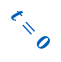 t = 0